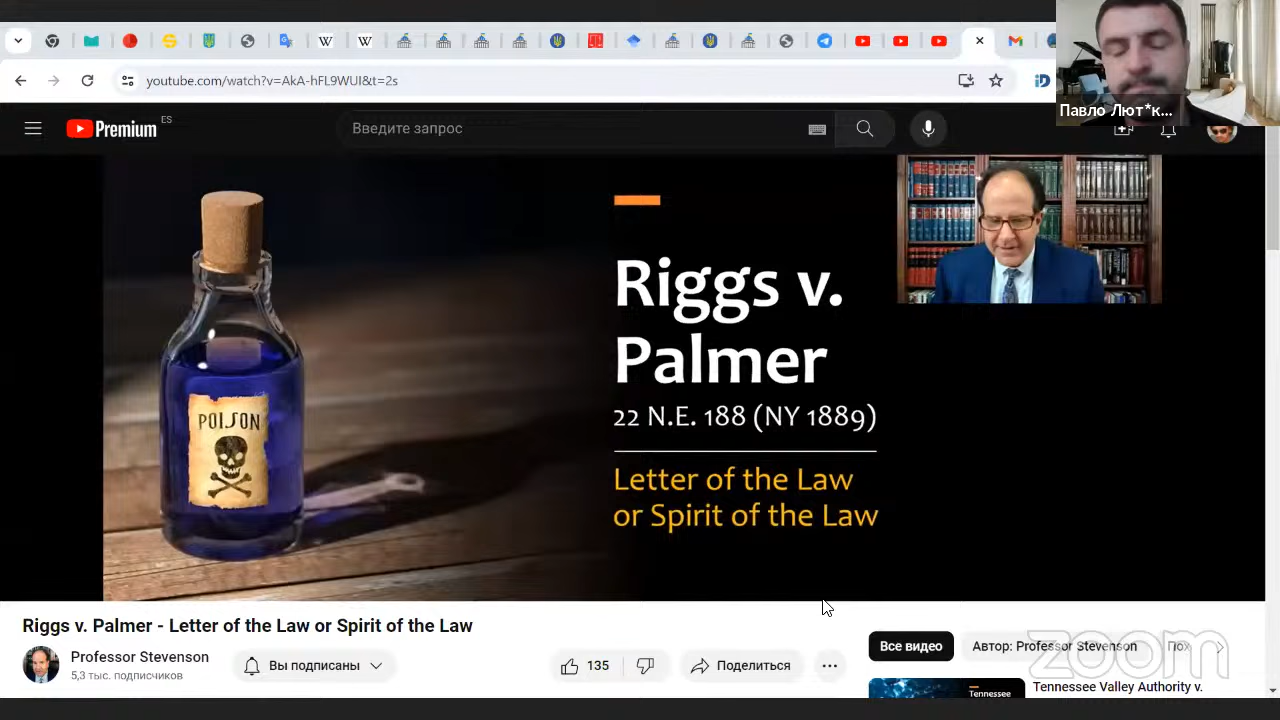 youtube.com/watch?v=AkA-hFL9WUI&t=2s
Павло Лют*к...
Premium
ES
Введите запрос
POISON
Riggs v.
Palmer
22 N.E. 188 (NY 1889)
Letter of the Law
or Spirit of the Law
Riggs v. Palmer - Letter of the Law or Spirit of the Law
Professor Stevenson
5,3 тыс. подписчиков
Вы подписаны
135
Поделиться
Все видео
Автор: Professor Stevenson
Пох
zoom
Tennessee
Tennessee Valley Authority v.